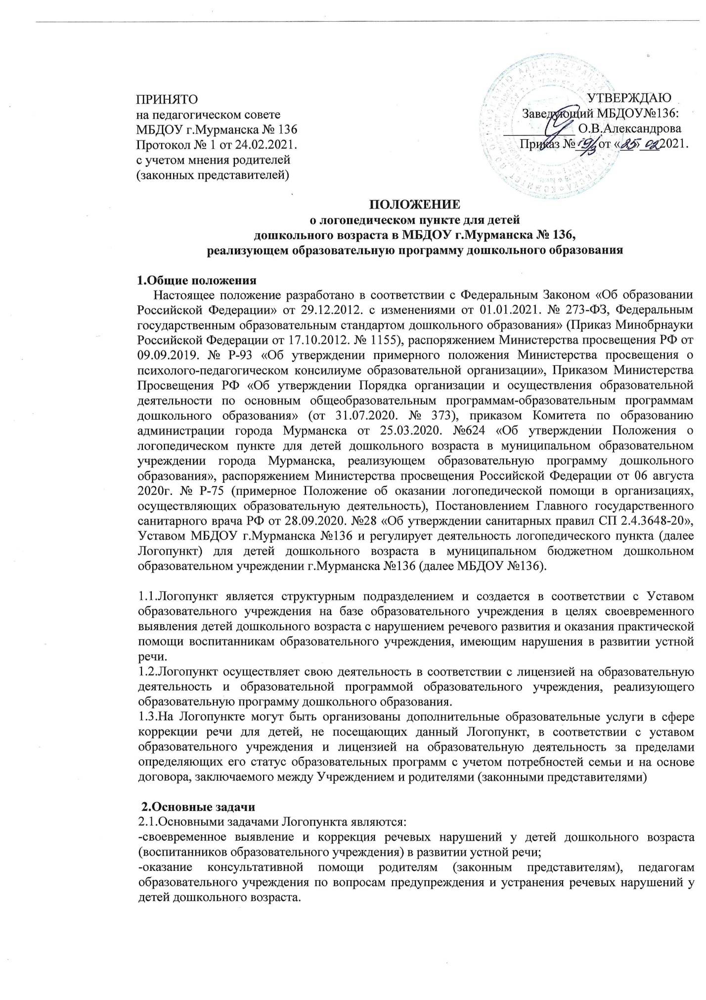 ПРИНЯТО
на педагогическом совете
МБДОУ г.Мурманска № 136
Протокол № 1 от 24.02.2021.
с учетом мнения родителей
(законных представителей)
УТВЕРЖДАЮ
Заведующий МБДОУ№136:
____________ О.В.Александрова
Приказ № 19/3 от «25» 02 2021.
ПОЛОЖЕНИЕ
о логопедическом пункте для детей
дошкольного возраста в МБДОУ г.Мурманска № 136,
реализующем образовательную программу дошкольного образования
1.Общие положения
Настоящее положение разработано в соответствии с Федеральным Законом «Об образовании
Российской Федерации» от 29.12.2012. с изменениями от 01.01.2021. № 273-ФЗ, Федеральным
государственным образовательным стандартом дошкольного образования» (Приказ Минобрнауки
Российской Федерации от 17.10.2012. № 1155), распоряжением Министерства просвещения РФ от
09.09.2019. № Р-93 «Об утверждении примерного положения Министерства просвещения о
психолого-педагогическом консилиуме образовательной организации», Приказом Министерства
Просвещения РФ «Об утверждении Порядка организации и осуществления образовательной
деятельности по основным общеобразовательным программам-образовательным программам
дошкольного образования» (от 31.07.2020. № 373), приказом Комитета по образованию
администрации города Мурманска от 25.03.2020. №624 «Об утверждении Положения о
логопедическом пункте для детей дошкольного возраста в муниципальном образовательном
учреждении города Мурманска, реализующем образовательную программу дошкольного
образования», распоряжением Министерства просвещения Российской Федерации от 06 августа
2020г. № Р-75 (примерное Положение об оказании логопедической помощи в организациях,
осуществляющих образовательную деятельность), Постановлением Главного государственного
санитарного врача РФ от 28.09.2020. №28 «Об утверждении санитарных правил СП 2.4.3648-20»,
Уставом МБДОУ г.Мурманска №136 и регулирует деятельность логопедического пункта (далее
Логопункт) для детей дошкольного возраста в муниципальном бюджетном дошкольном
образовательном учреждении г.Мурманска №136 (далее МБДОУ №136).
1.1.Логопункт является структурным подразделением и создается в соответствии с Уставом
образовательного учреждения на базе образовательного учреждения в целях своевременного
выявления детей дошкольного возраста с нарушением речевого развития и оказания практической
помощи воспитанникам образовательного учреждения, имеющим нарушения в развитии устной
речи.
1.2.Логопункт осуществляет свою деятельность в соответствии с лицензией на образовательную
деятельность и образовательной программой образовательного учреждения, реализующего
образовательную программу дошкольного образования.
1.3.На Логопункте могут быть организованы дополнительные образовательные услуги в сфере
коррекции речи для детей, не посещающих данный Логопункт, в соответствии с уставом
образовательного учреждения и лицензией на образовательную деятельность за пределами
определяющих его статус образовательных программ с учетом потребностей семьи и на основе
договора, заключаемого между Учреждением и родителями (законными представителями)
2.Основные задачи
2.1.Основными задачами Логопункта являются:
-своевременное выявление и коррекция речевых нарушений у детей дошкольного возраста
(воспитанников образовательного учреждения) в развитии устной речи;
-оказание консультативной помощи родителям (законным представителям), педагогам
образовательного учреждения по вопросам предупреждения и устранения речевых нарушений у
детей дошкольного возраста.